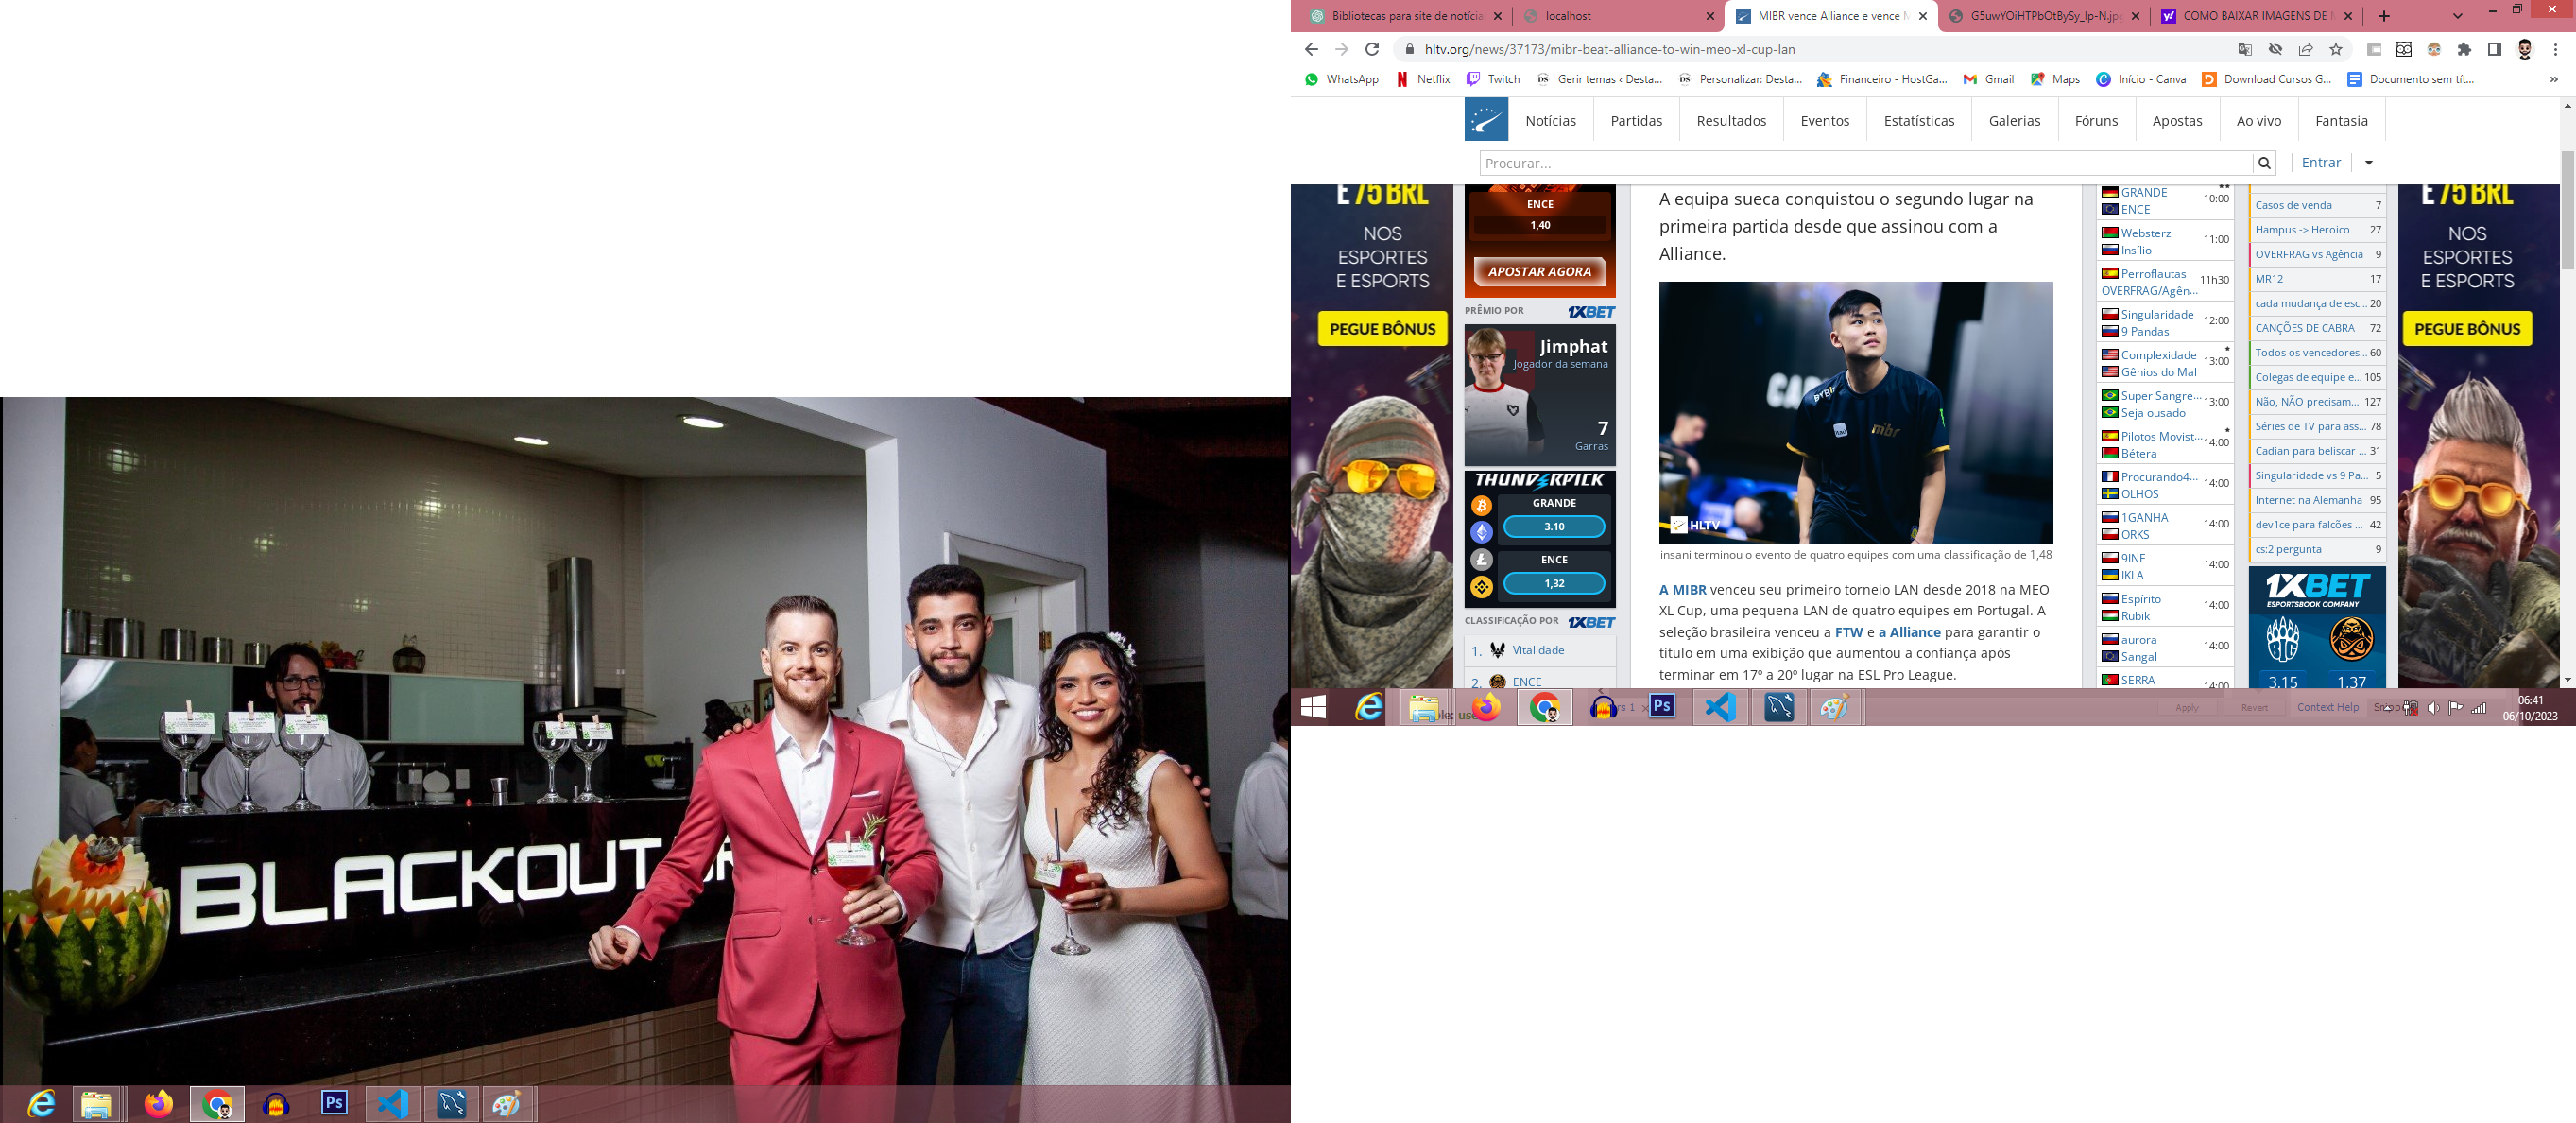 Bibliotecas para site de notícia
localhost
MIBR vence Alliance e vence M
G5uwYOiHTPbOtBySy_lp-N.jpg
COMO BAIXAR IMAGENS DE
hltv.org/news/37173/mibr-beat-alliance-to-win-meo-xl-cup-lan
WhatsApp
Netflix
Twitch
Gerir temas ‹ Desta...
Personalizar: Desta...
Financeiro - HostGa...
Gmail
Maps
Início - Canva
Download Cursos G...
Documento sem tít...
Notícias
Partidas
Resultados
Eventos
Estatísticas
Galerias
Fóruns
Apostas
Ao vivo
Fantasia
Procurar...
Entrar
E 75 BRL
NOS
ESPORTES
E ESPORTS
PEGUE BÔNUS
ENCE
1,40
APOSTAR AGORA
PRÊMIO POR 1XBET
Jimphat
Jogador da semana
7
Garras
THUNDERPICK
GRANDE
3.10
ENCE
1,32
CLASSIFICAÇÃO POR 1XBET
1. Vitalidade
2. ENCE
A equipa sueca conquistou o segundo lugar na
primeira partida desde que assinou com a
Alliance.
BYBIT
mibr
HLTV
insani terminou o evento de quatro equipes com uma classificação de 1,48
A MIBR venceu seu primeiro torneio LAN desde 2018 na MEO
XL Cup, uma pequena LAN de quatro equipes em Portugal. A
seleção brasileira venceu a FTW e a Alliance para garantir o
título em uma exibição que aumentou a confiança após
terminar em 17º a 20º lugar na ESL Pro League.
GRANDE
ENCE
10:00
Websterz
Insílio
11:00
Perroflautas
OVERFRAG/Agên...
11h30
Singularidade
9 Pandas
12:00
Complexidade
Gênios do Mal
13:00
Super Sangre...
Seja ousado
13:00
Pilotos Movist...
Bétera
14:00
Procurando4...
OLHOS
14:00
1GANHA
ORKS
14:00
9INE
IKLA
14:00
Espírito
Rubik
14:00
aurora
Sangal
14:00
SERRA
14:00
Casos de venda 7
Hampus -> Heroico 27
OVERFRAG vs Agência 9
MR12 17
cada mudança de esc... 20
CANÇÕES DE CABRA 72
Todos os vencedores... 60
Colegas de equipe e... 105
Não, NÃO precisam... 127
Séries de TV para ass... 78
Cadian para beliscar ... 31
Singularidade vs 9 Pa... 5
Internet na Alemanha 95
dev1ce para falcões ... 42
cs:2 pergunta 9
1XBET
ESPORTSBOOK COMPANY
BIG
3.15
1.37
E 75 BRL
NOS
ESPORTES
E ESPORTS
PEGUE BÔNUS
Ps
Apply
Revert
Context Help
Snap
06:41
06/10/2023
BLACKOUT
Ps